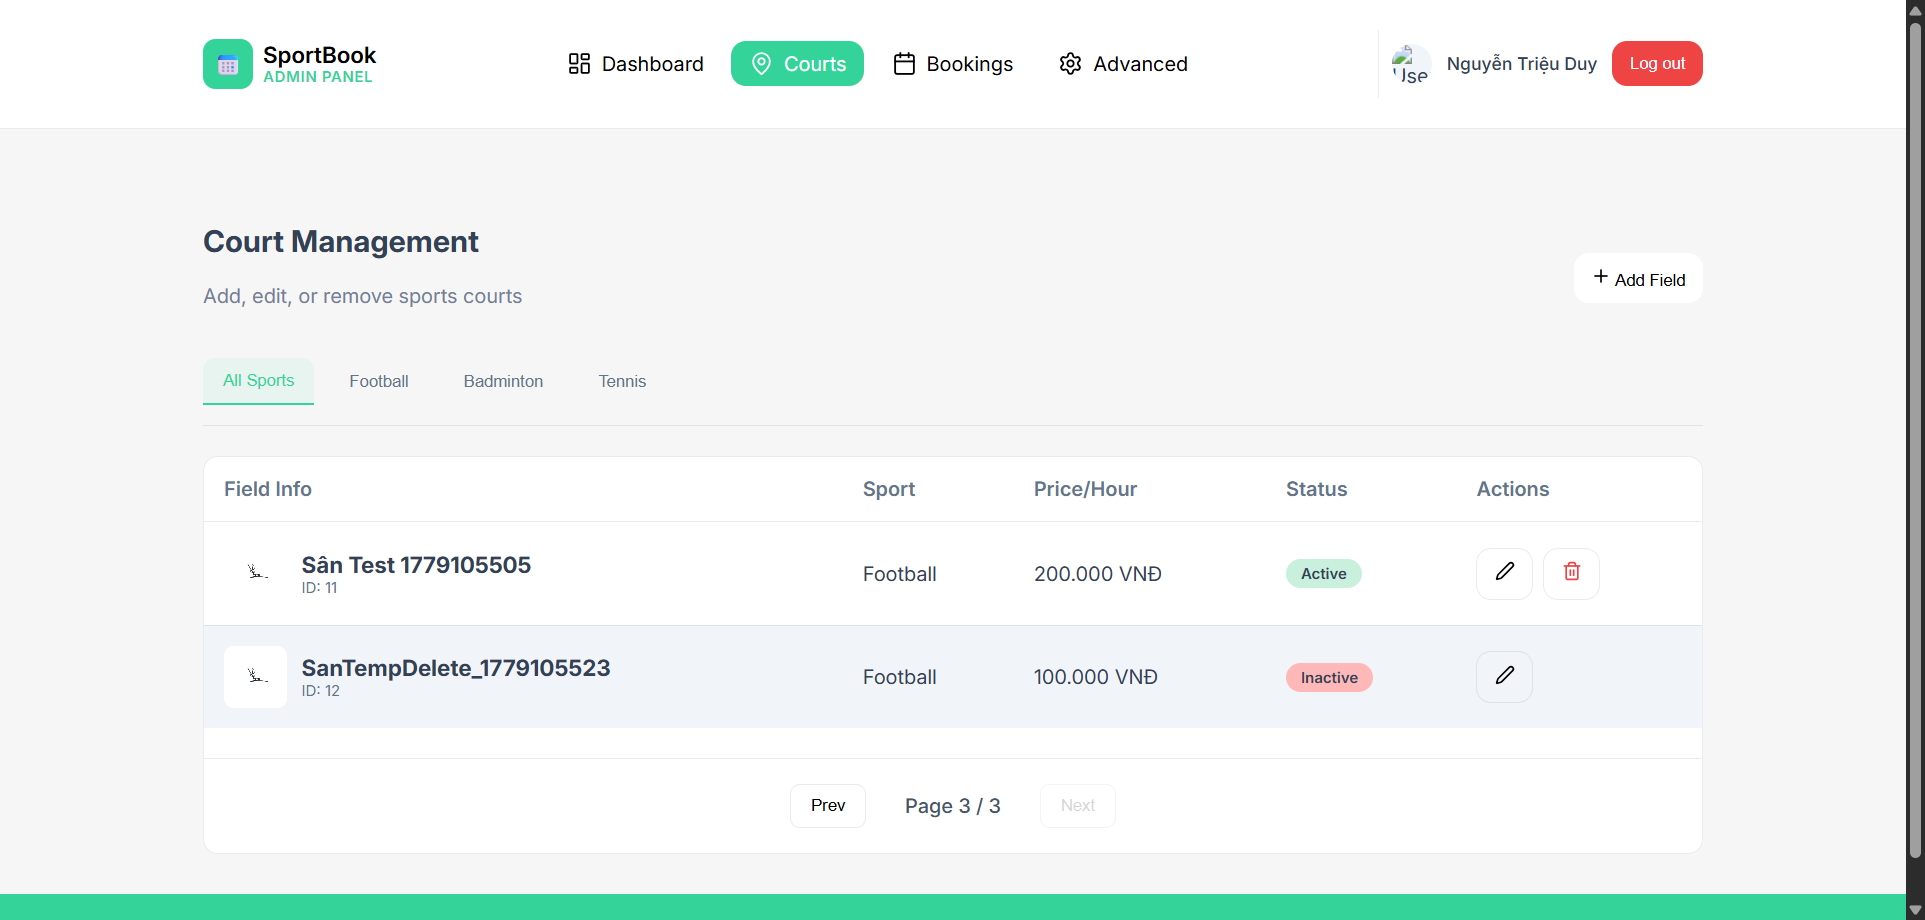 SportBook
ADMIN PANEL
Dashboard
Courts
Bookings
Advanced
Use
Nguyễn Triệu Duy
Log out
Court Management
Add, edit, or remove sports courts
+ Add Field
All Sports
Football
Badminton
Tennis
Field Info
Sport
Price/Hour
Status
Actions
Sân Test 1779105505
ID: 11
Football
200.000 VNĐ
Active
SanTempDelete_1779105523
ID: 12
Football
100.000 VNĐ
Inactive
Prev
Page 3 / 3
Next